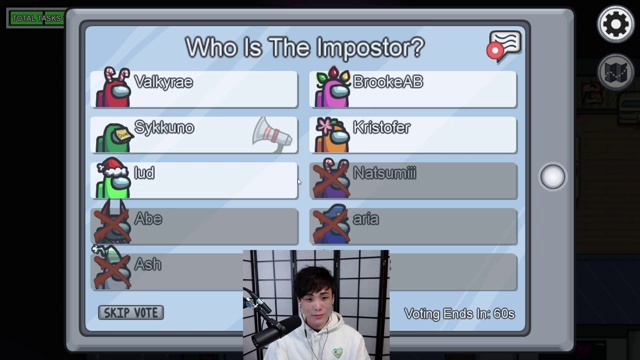 TOTAL TASKS
Who Is The Impostor?
Valkyrae
BrookeAB
Sykkuno
Kristofer
lud
Natsumiii
Abe
aria
Ash
SKIP VOTE
Voting Ends In: 60s